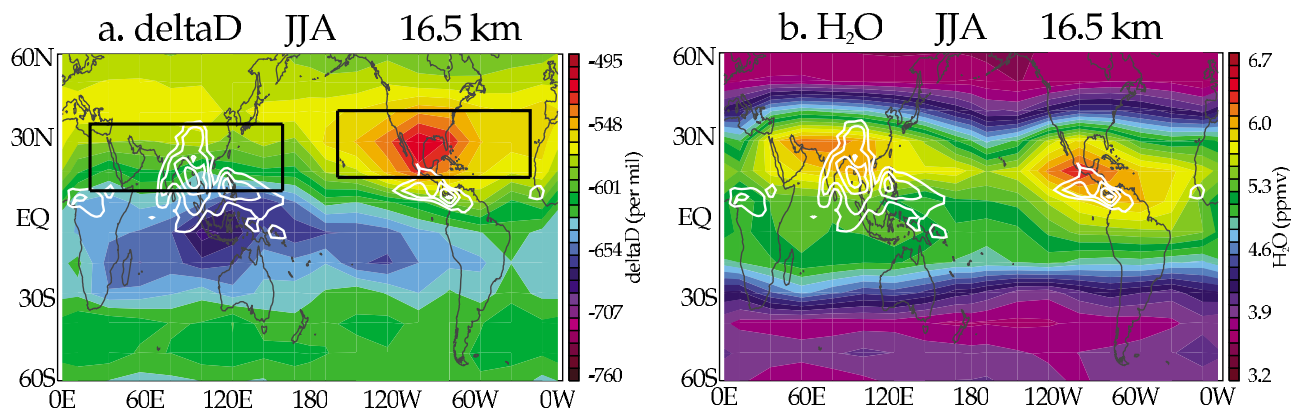 a. deltaD JJA 16.5 km
60N
30N
EQ
30S
60S
0E 60E 120E 120W 60W 0W
-495
-548
-601
-654
-707
-760
deltaD (per mil)
b. H₂O JJA 16.5 km
60N
30N
EQ
30S
60S
0E 60E 120E 120W 60W 0W
6.7
6.0
5.3
4.6
3.9
3.2
H₂O (ppmv)